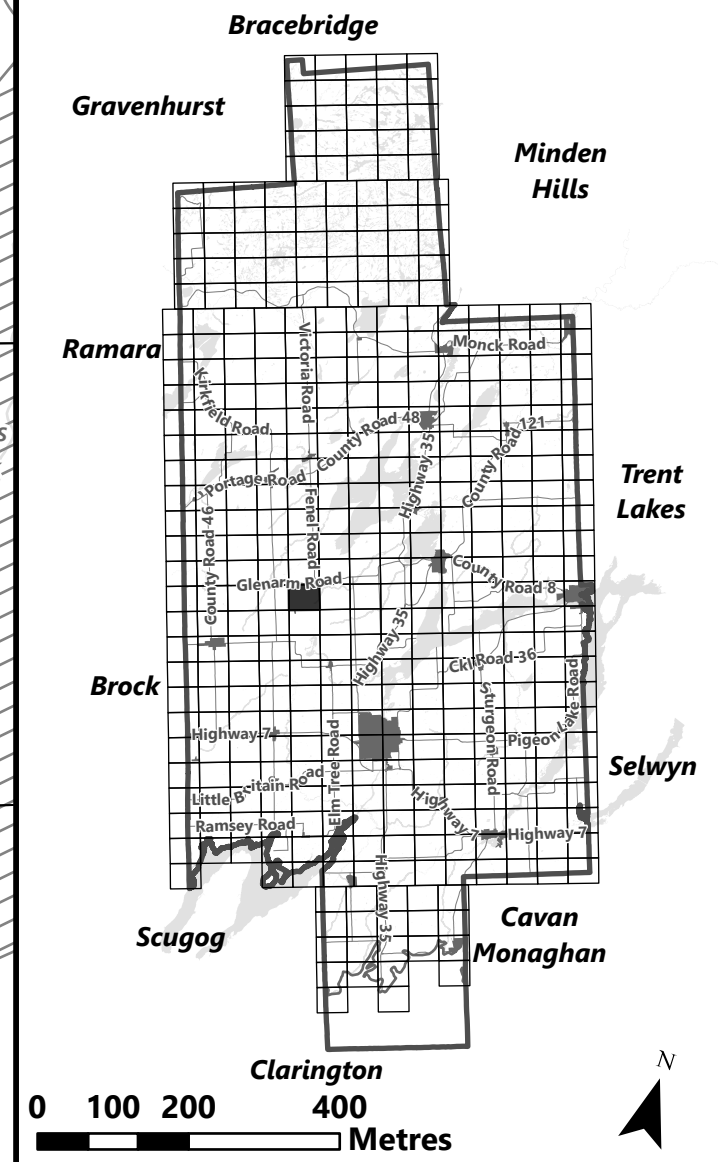 Bracebridge
Gravenhurst
Minden
Hills
Ramara
Monck Road
Victoria Road
Kirkfield Road
County Road 48
County Road 121
Highway 35
Trent
Lakes
Portage Road
Fenel Road
County Road 46
Glenarm Road
County Road 8
Highway 35
Ckl Road 36
Brock
Sturgeon Road
Pigeon Lake Road
Highway 7
Elm Tree Road
Selwyn
Little Britain Road
Highway 7
Ramsey Road
Highway 7
Highway 35
Scugog
Cavan
Monaghan
Clarington
N
0 100 200 400
Metres